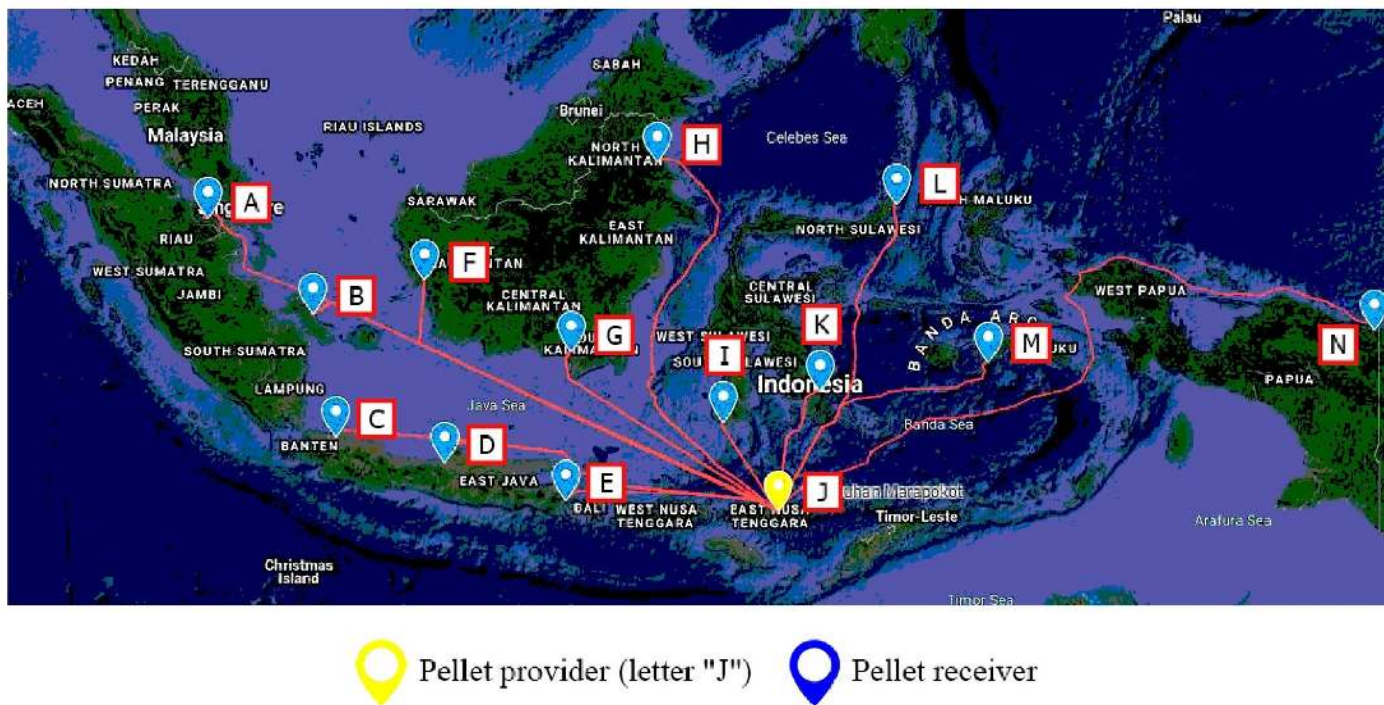 Palau
KEDAH
PENANG TERENGGANU
PERAK
ACEH
Malaysia
RIAU ISLANDS
SABAH
Brunei
NORTH
KALIMANTAN
H
Celebes Sea
NORTH SUMATRA
A
SARAWAK
L
NORTH SULAWESI
RIAU
EAST
KALIMANTAN
WEST SUMATRA
F
JAMBI
B
CENTRAL
KALIMANTAN
CENTRAL
SULAWESI
WEST PAPUA
K
BANDA ARC
G
WEST SULAWESI
M
N
SOUTH SUMATRA
I
PAPUA
LAMPUNG
Indonesia
C
Java Sea
BANTEN
D
Banda Sea
EAST JAVA
E
J
BALI
WEST NUSA
TENGGARA
EAST NUSA
TENGGARA
Marapokot
Timor-Leste
Arafura Sea
Christmas
Island
Timor Sea
Pellet provider (letter "J")
Pellet receiver